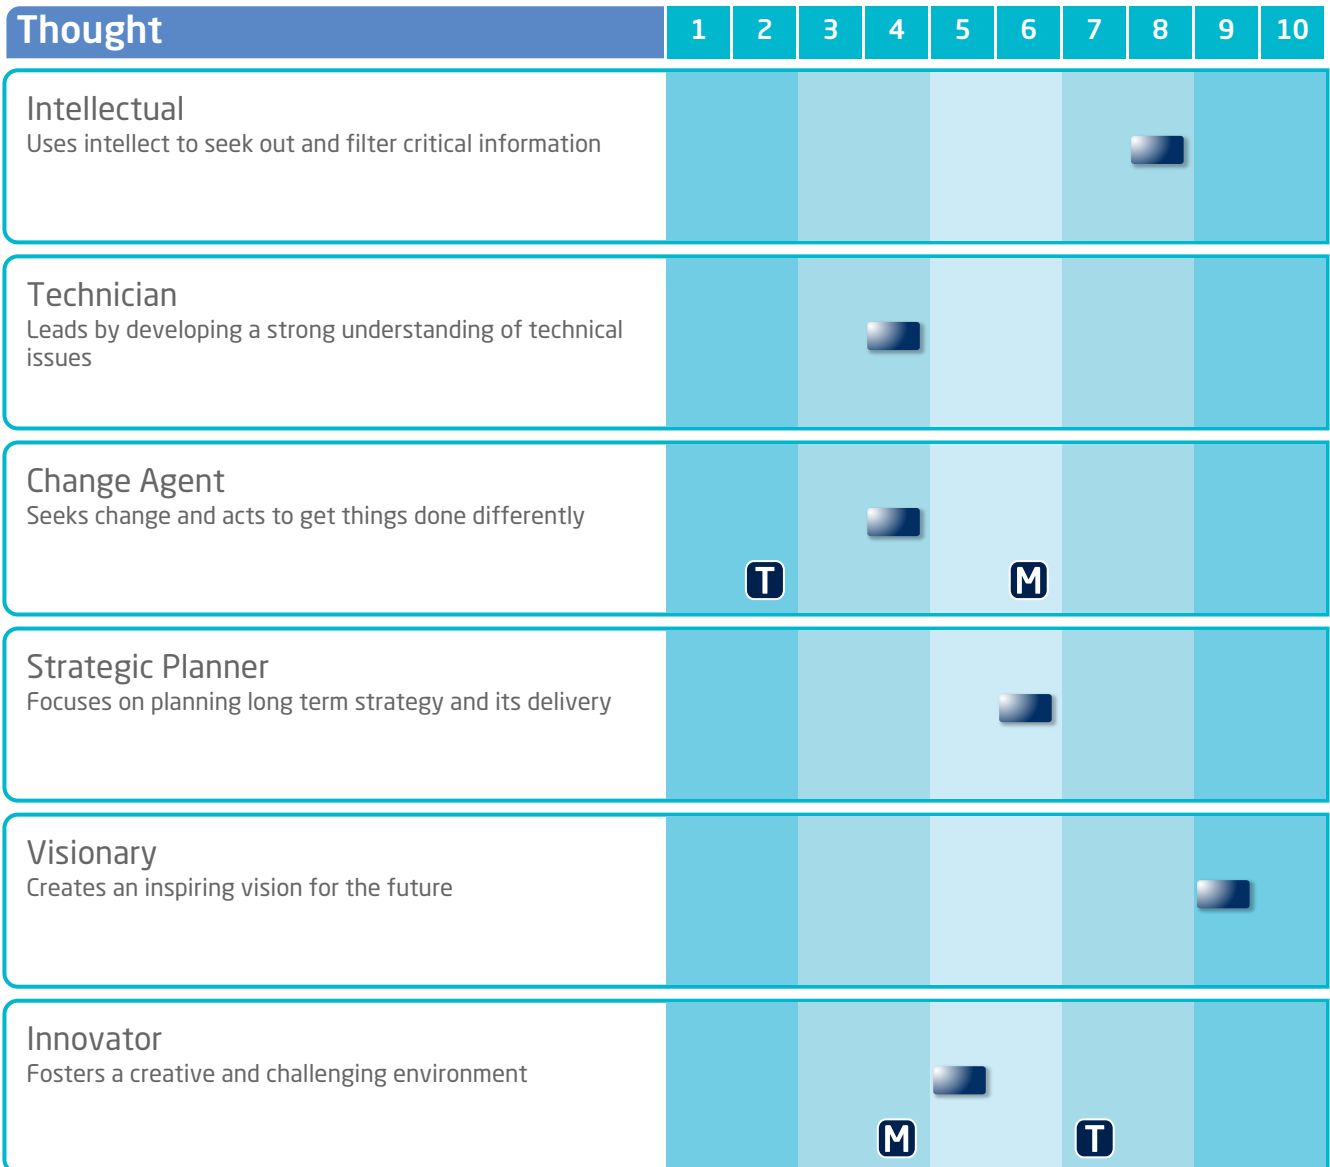 Thought 1 2 3 4 5 6 7 8 9 10
Intellectual
Uses intellect to seek out and filter critical information
Technician
Leads by developing a strong understanding of technical
issues
Change Agent
Seeks change and acts to get things done differently
T M
Strategic Planner
Focuses on planning long term strategy and its delivery
Visionary
Creates an inspiring vision for the future
Innovator
Fosters a creative and challenging environment
M T